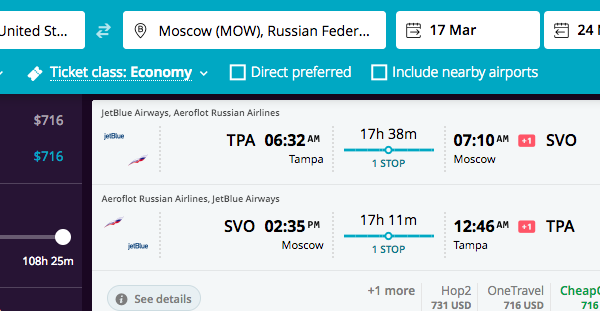 United St...
Moscow (MOW), Russian Feder...
17 Mar
24
Ticket class: Economy
Direct preferred
Include nearby airports
$716
$716
108h 25m
JetBlue Airways, Aeroflot Russian Airlines
jetBlue
TPA 06:32 AM
Tampa
17h 38m
1 STOP
07:10 AM +1 SVO
Moscow
Aeroflot Russian Airlines, JetBlue Airways
jetBlue
SVO 02:35 PM
Moscow
17h 11m
1 STOP
12:46 AM +1 TPA
Tampa
See details
+1 more
Hop2
731 USD
OneTravel
716 USD
716